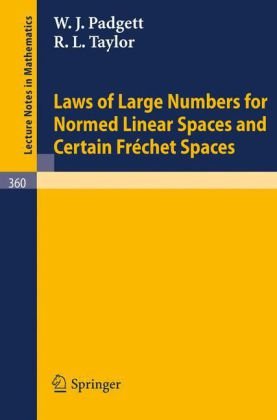 W. J. Padgett
R. L. Taylor
Lecture Notes in Mathematics
Laws of Large Numbers for
Normed Linear Spaces and
Certain Fréchet Spaces
360
Springer